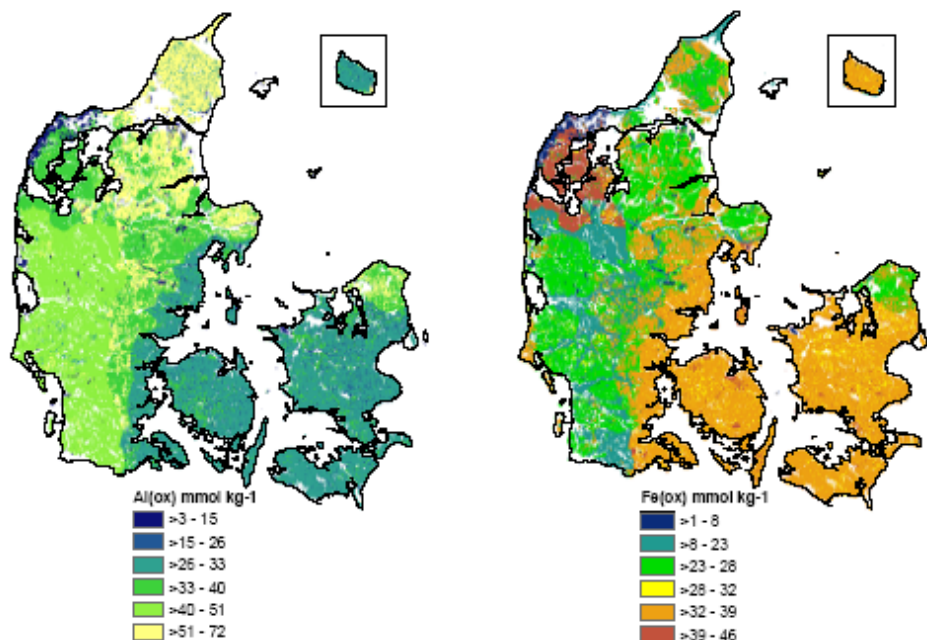 Al(ox) mmol kg-1
>3 - 15
>15 - 26
>26 - 33
>33 - 40
>40 - 51
>51 - 72
Fe(ox) mmol kg-1
>1 - 8
>8 - 23
>23 - 28
>28 - 32
>32 - 39
>39 - 46